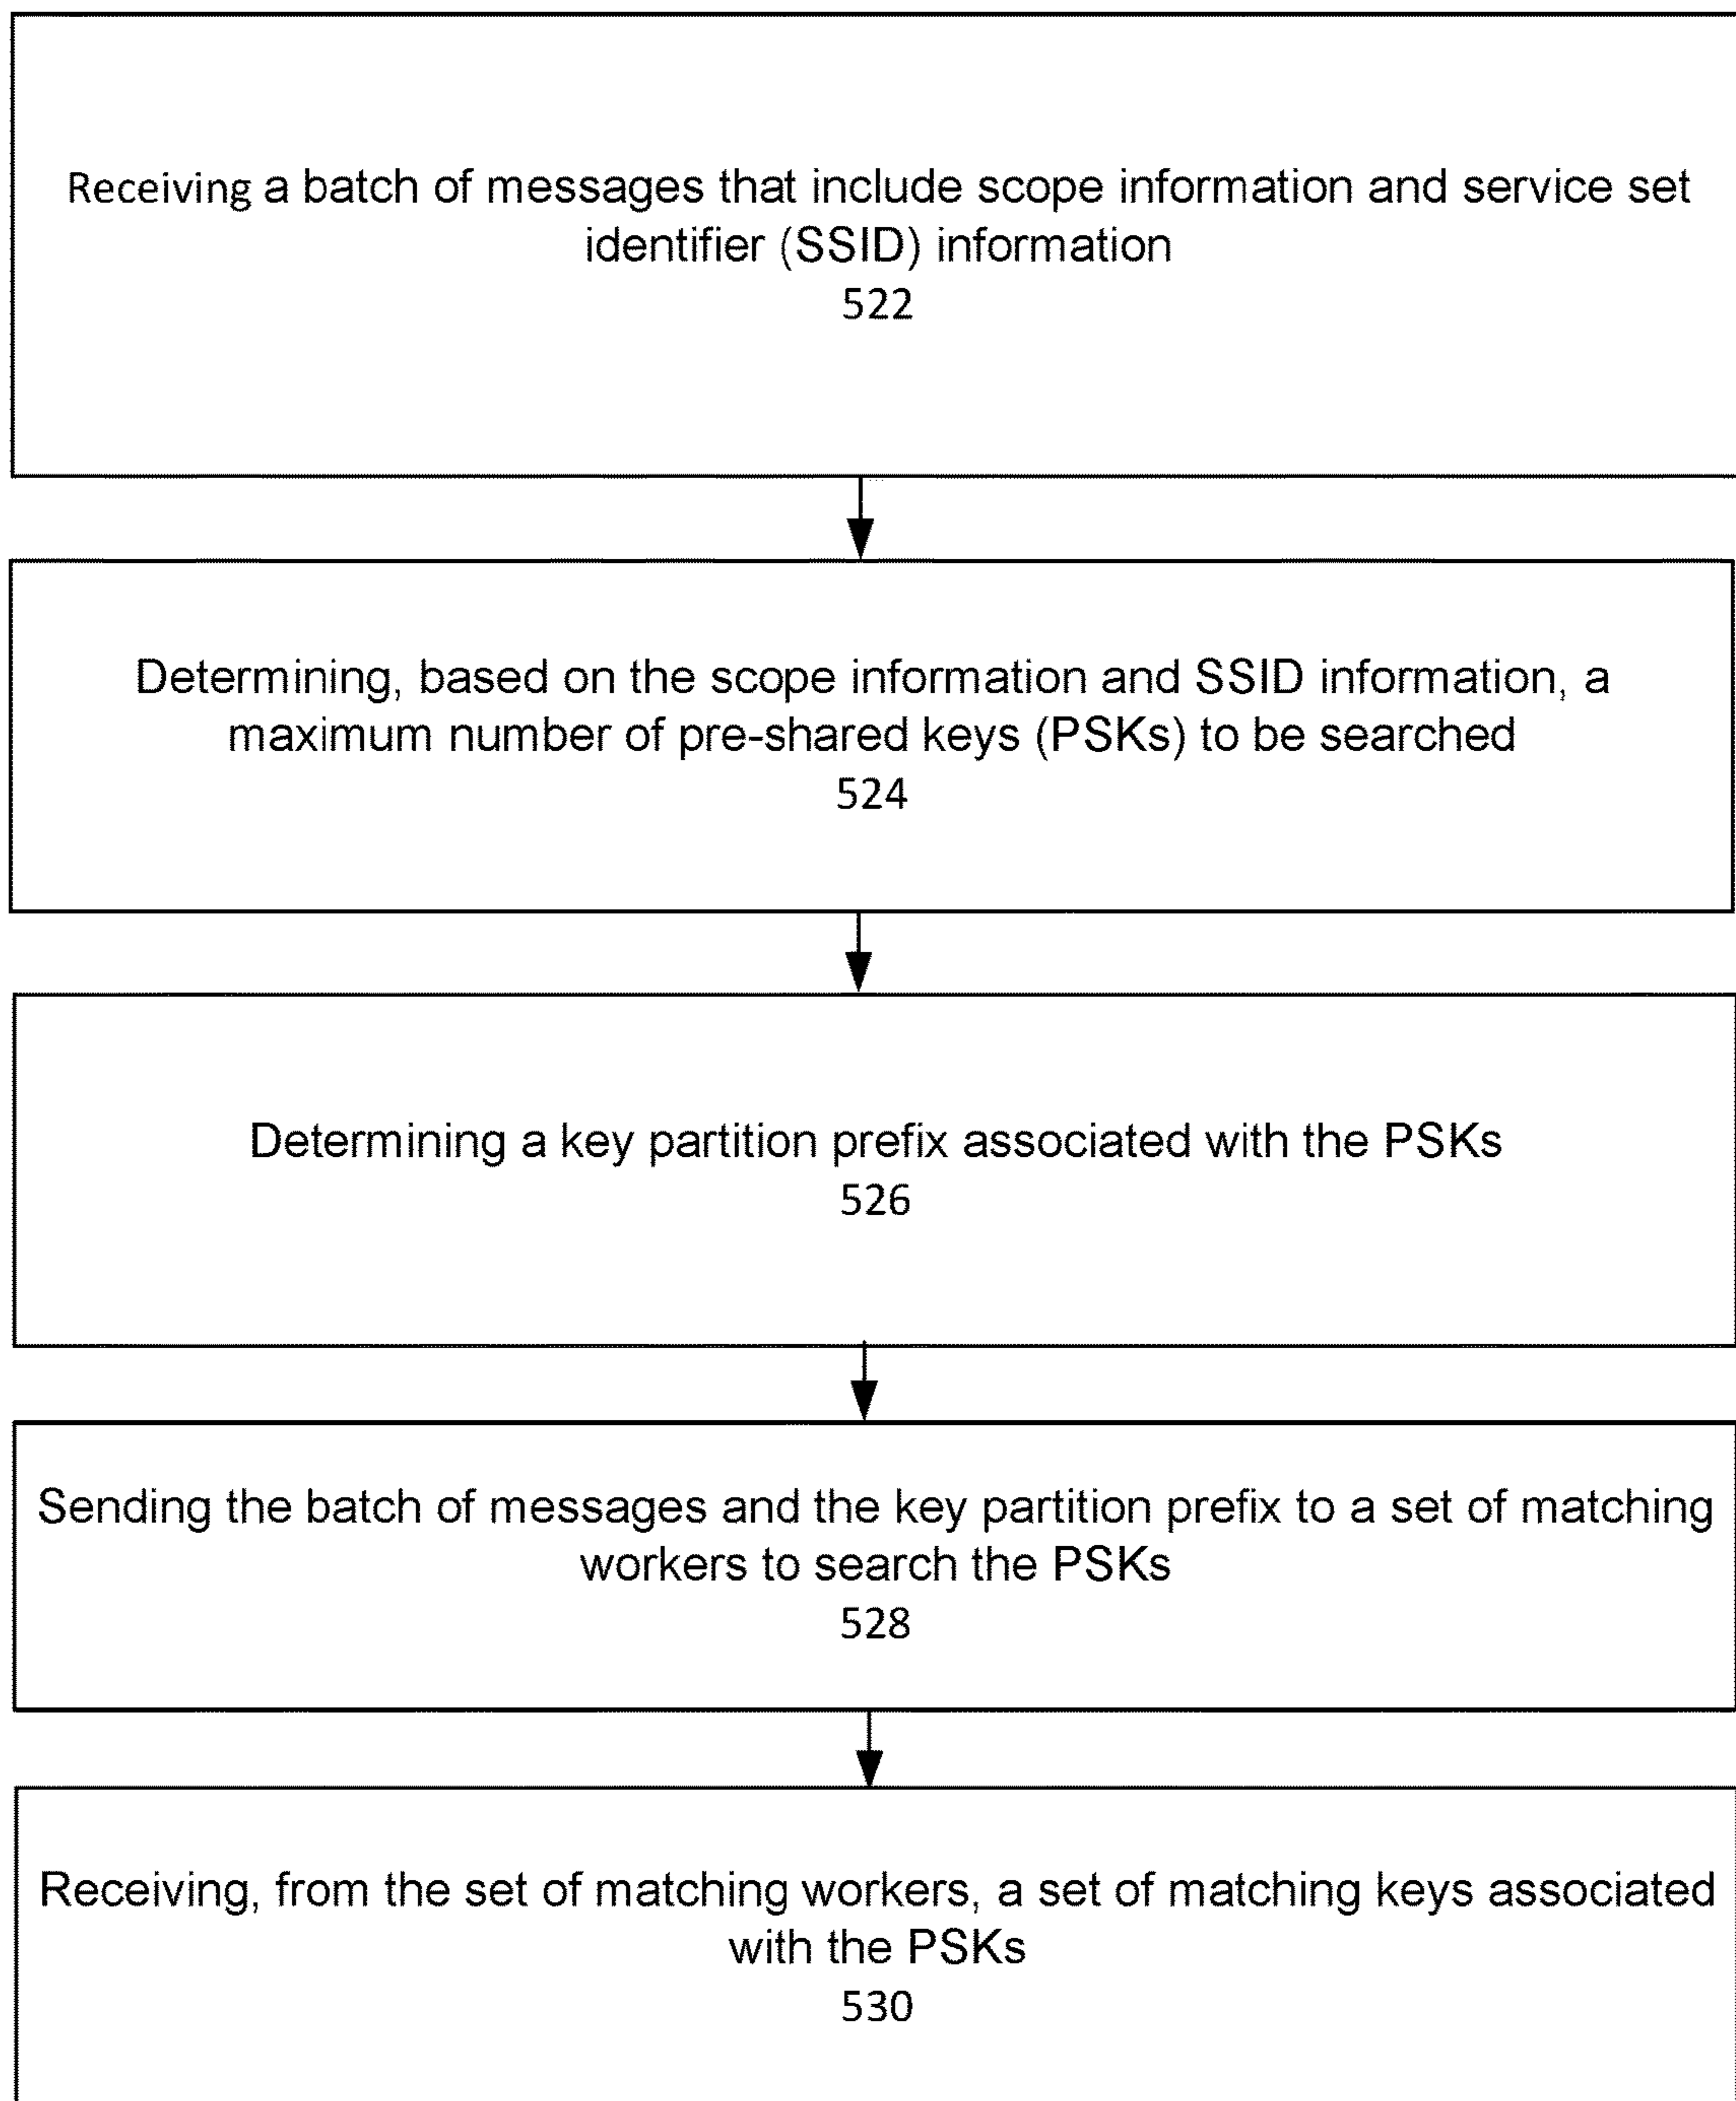 Receiving a batch of messages that include scope information and service set
identifier (SSID) information
522
Determining, based on the scope information and SSID information, a
maximum number of pre-shared keys (PSKs) to be searched
524
Determining a key partition prefix associated with the PSKs
526
Sending the batch of messages and the key partition prefix to a set of matching
workers to search the PSKs
528
Receiving, from the set of matching workers, a set of matching keys associated
with the PSKs
530